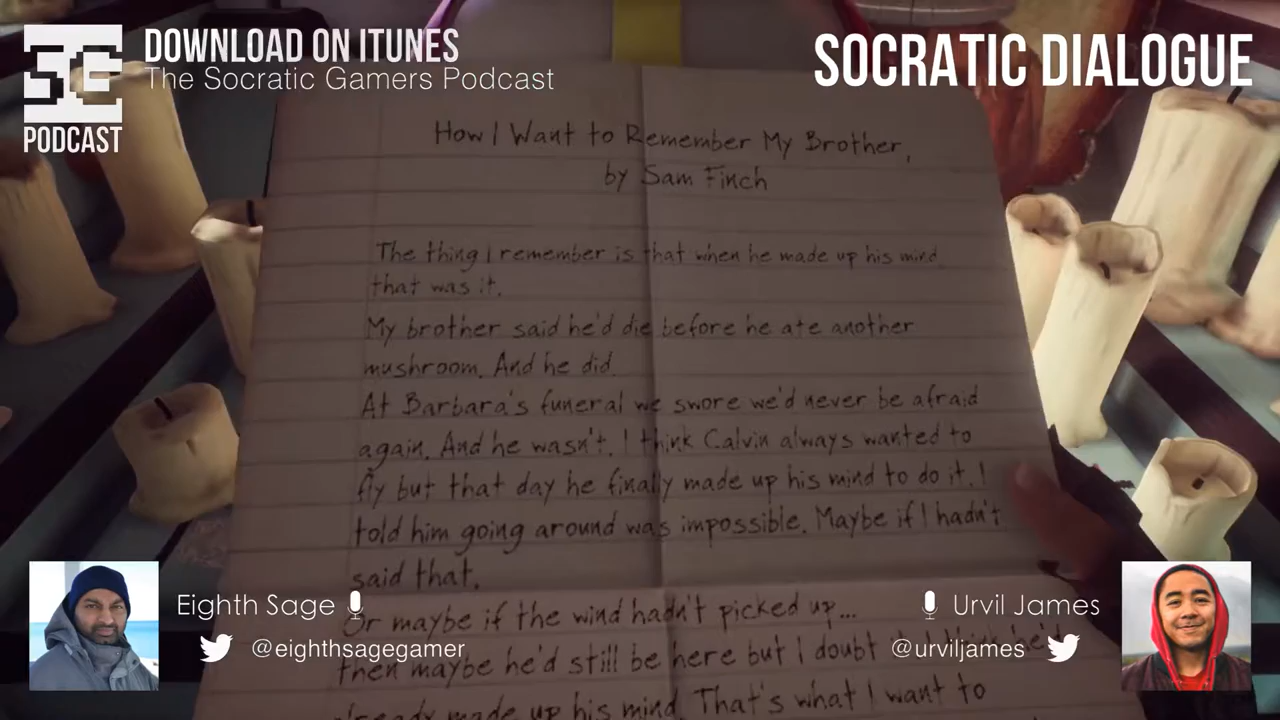 DOWNLOAD ON ITUNES
The Socratic Gamers Podcast
SG
PODCAST
SOCRATIC DIALOGUE
How I Want to Remember My Brother,
by Sam Finch
The thing I remember is that when he made up his mind
that was it.
My brother said he'd die before he ate another
mushroom. And he did.
At Barbara's funeral we swore we'd never be afraid
again. And he wasn't. I think Calvin always wanted to
fly but that day he finally made up his mind to do it. I
told him going around was impossible. Maybe if I hadn't
said that.
Or maybe if the wind hadn't picked up...
then maybe he'd still be here but I doubt he'd
already made up his mind. That's what I want to
Eighth Sage
@eighthsagegamer
Urvil James
@urviljames